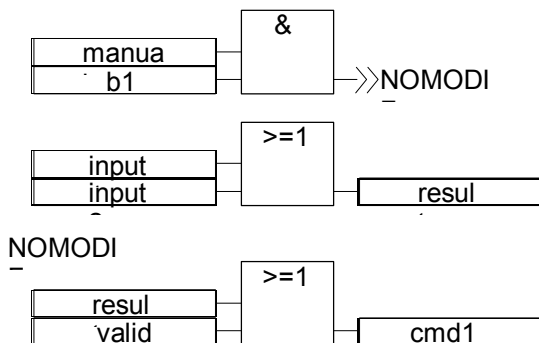 &
manua
b1
NOMODI
>=1
input
input
resul
NOMODI
>=1
resul
valid
cmd1